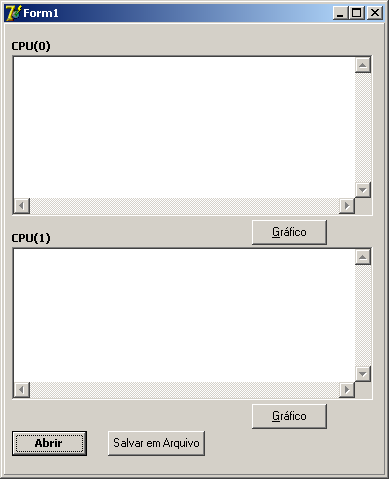 Form1
CPU(0)
Gráfico
CPU(1)
Gráfico
Abrir
Salvar em Arquivo